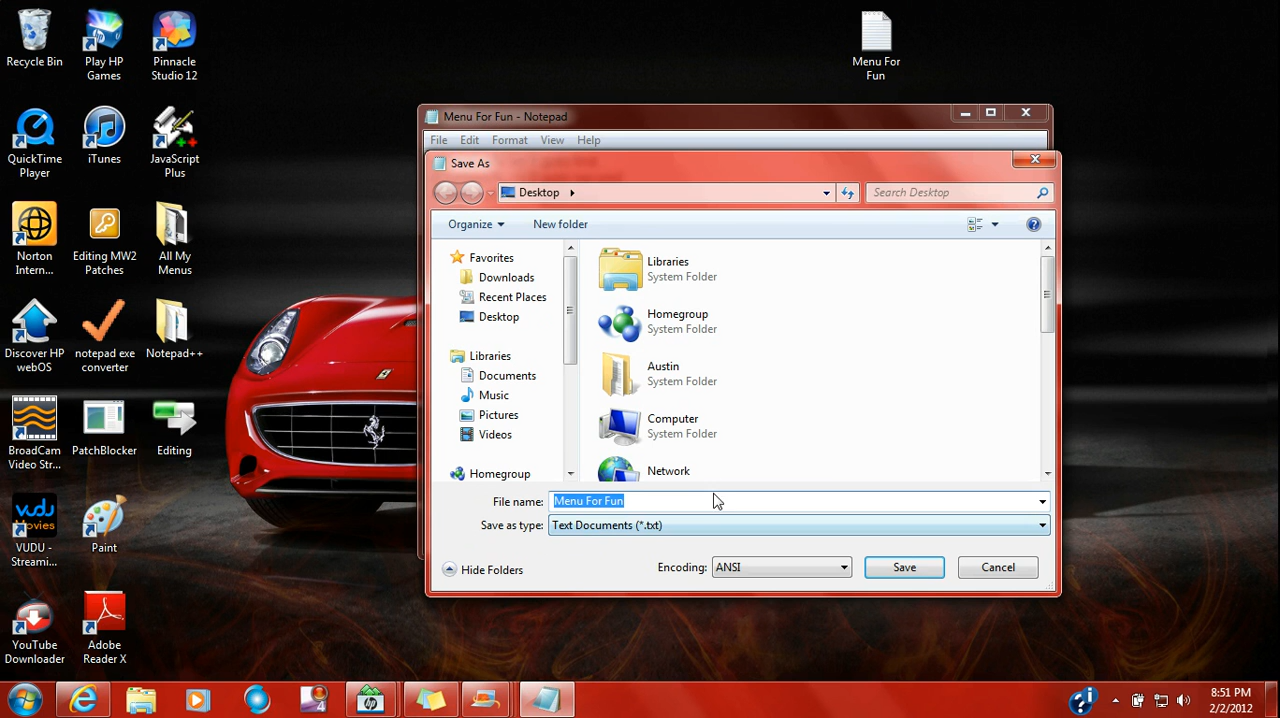 Recycle Bin
Play HP
Games
Pinnacle
Studio 12
Menu For
Fun
QuickTime
Player
iTunes
JavaScript
Plus
Norton
Intern...
Editing MW2
Patches
All My
Menus
Discover HP
webOS
notepad exe
converter
Notepad++
BroadCam
Video Str...
PatchBlocker
Editing
vudu
Movies
VUDU -
Streami...
Paint
YouTube
Downloader
Adobe
Reader X
Menu For Fun - Notepad
File Edit Format View Help
Save As
Desktop
Search Desktop
Organize
New folder
Favorites
Downloads
Recent Places
Desktop
Libraries
Documents
Music
Pictures
Videos
Homegroup
Libraries
System Folder
Homegroup
System Folder
Austin
System Folder
Computer
System Folder
Network
File name: Menu For Fun
Save as type: Text Documents (*.txt)
Hide Folders
Encoding: ANSI
Save
Cancel
hp
4
8:51 PM
2/2/2012